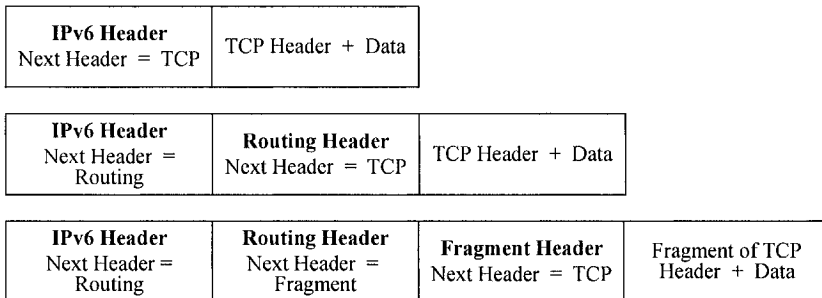 IPv6 Header
Next Header = TCP
TCP Header + Data
IPv6 Header
Next Header =
Routing
Routing Header
Next Header = TCP
TCP Header + Data
IPv6 Header
Next Header =
Routing
Routing Header
Next Header =
Fragment
Fragment Header
Next Header = TCP
Fragment of TCP
Header + Data